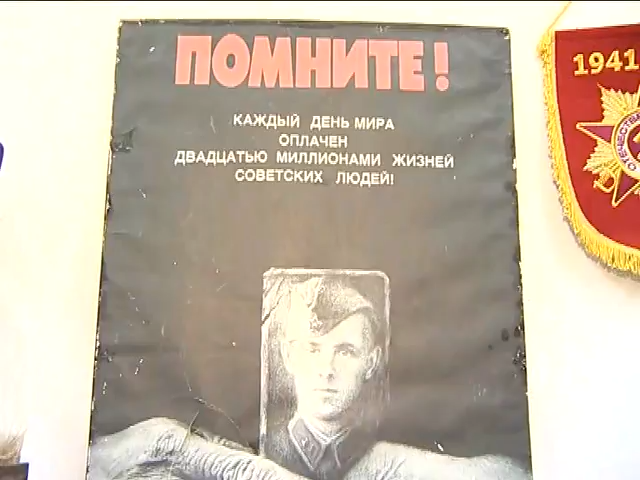 ПОМНИТЕ!
КАЖДЫЙ ДЕНЬ МИРА
ОПЛАЧЕН
ДВАДЦАТЬЮ МИЛЛИОНАМИ ЖИЗНЕЙ
СОВЕТСКИХ ЛЮДЕЙ!
1941